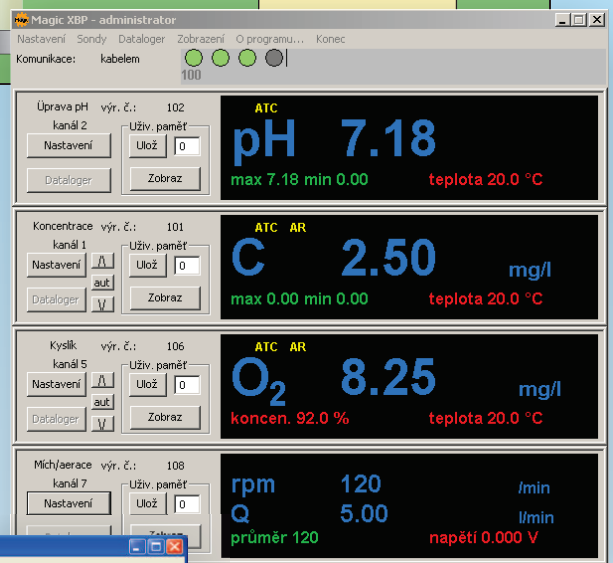 Magic XBP - administrator
Nastavení Sondy Dataloger Zobrazení O programu... Konec
Komunikace: kabelem
100
Úprava pH výr. č.: 102
kanál 2
Uživ. paměť
Nastavení
Ulož 0
Dataloger
Zobraz
ATC
pH 7.18
max 7.18 min 0.00 teplota 20.0 °C
Koncentrace výr. č.: 101
kanál 1
Uživ. paměť
Nastavení /\ Ulož 0
aut
Dataloger \/ Zobraz
ATC AR
C 2.50 mg/l
max 0.00 min 0.00 teplota 20.0 °C
Kyslík výr. č.: 106
kanál 5
Uživ. paměť
Nastavení /\ Ulož 0
aut
Dataloger \/ Zobraz
ATC AR
O₂ 8.25 mg/l
koncen. 92.0 % teplota 20.0 °C
Mích/aerace výr. č.: 108
kanál 7
Uživ. paměť
Nastavení
Ulož 0
rpm 120 /min
Q 5.00 l/min
průměr 120 napětí 0.000 V